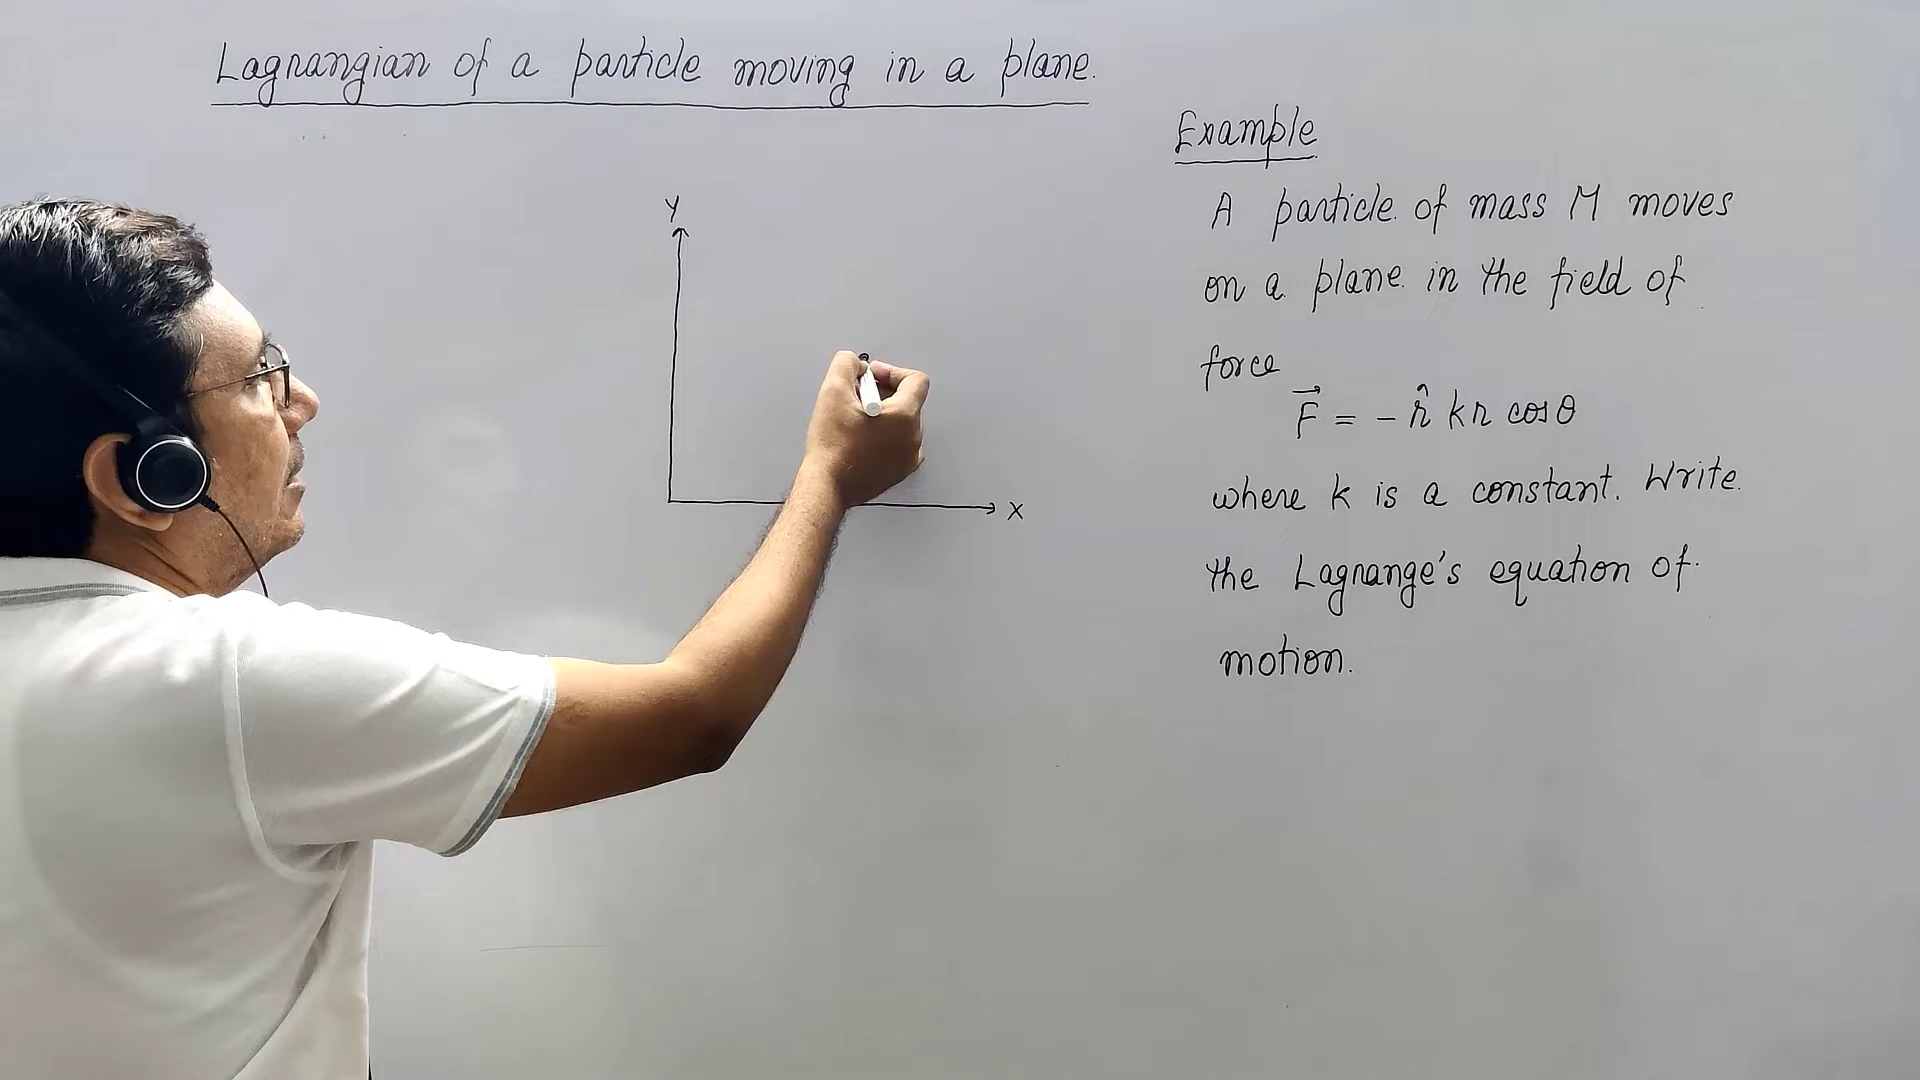 Lagrangian of a particle moving in a plane.
Example
A particle of mass M moves
on a plane in the field of
force
F⃗ = - r̂ kr cosθ
where k is a constant. Write
the Lagrange's equation of
motion.
Y
X